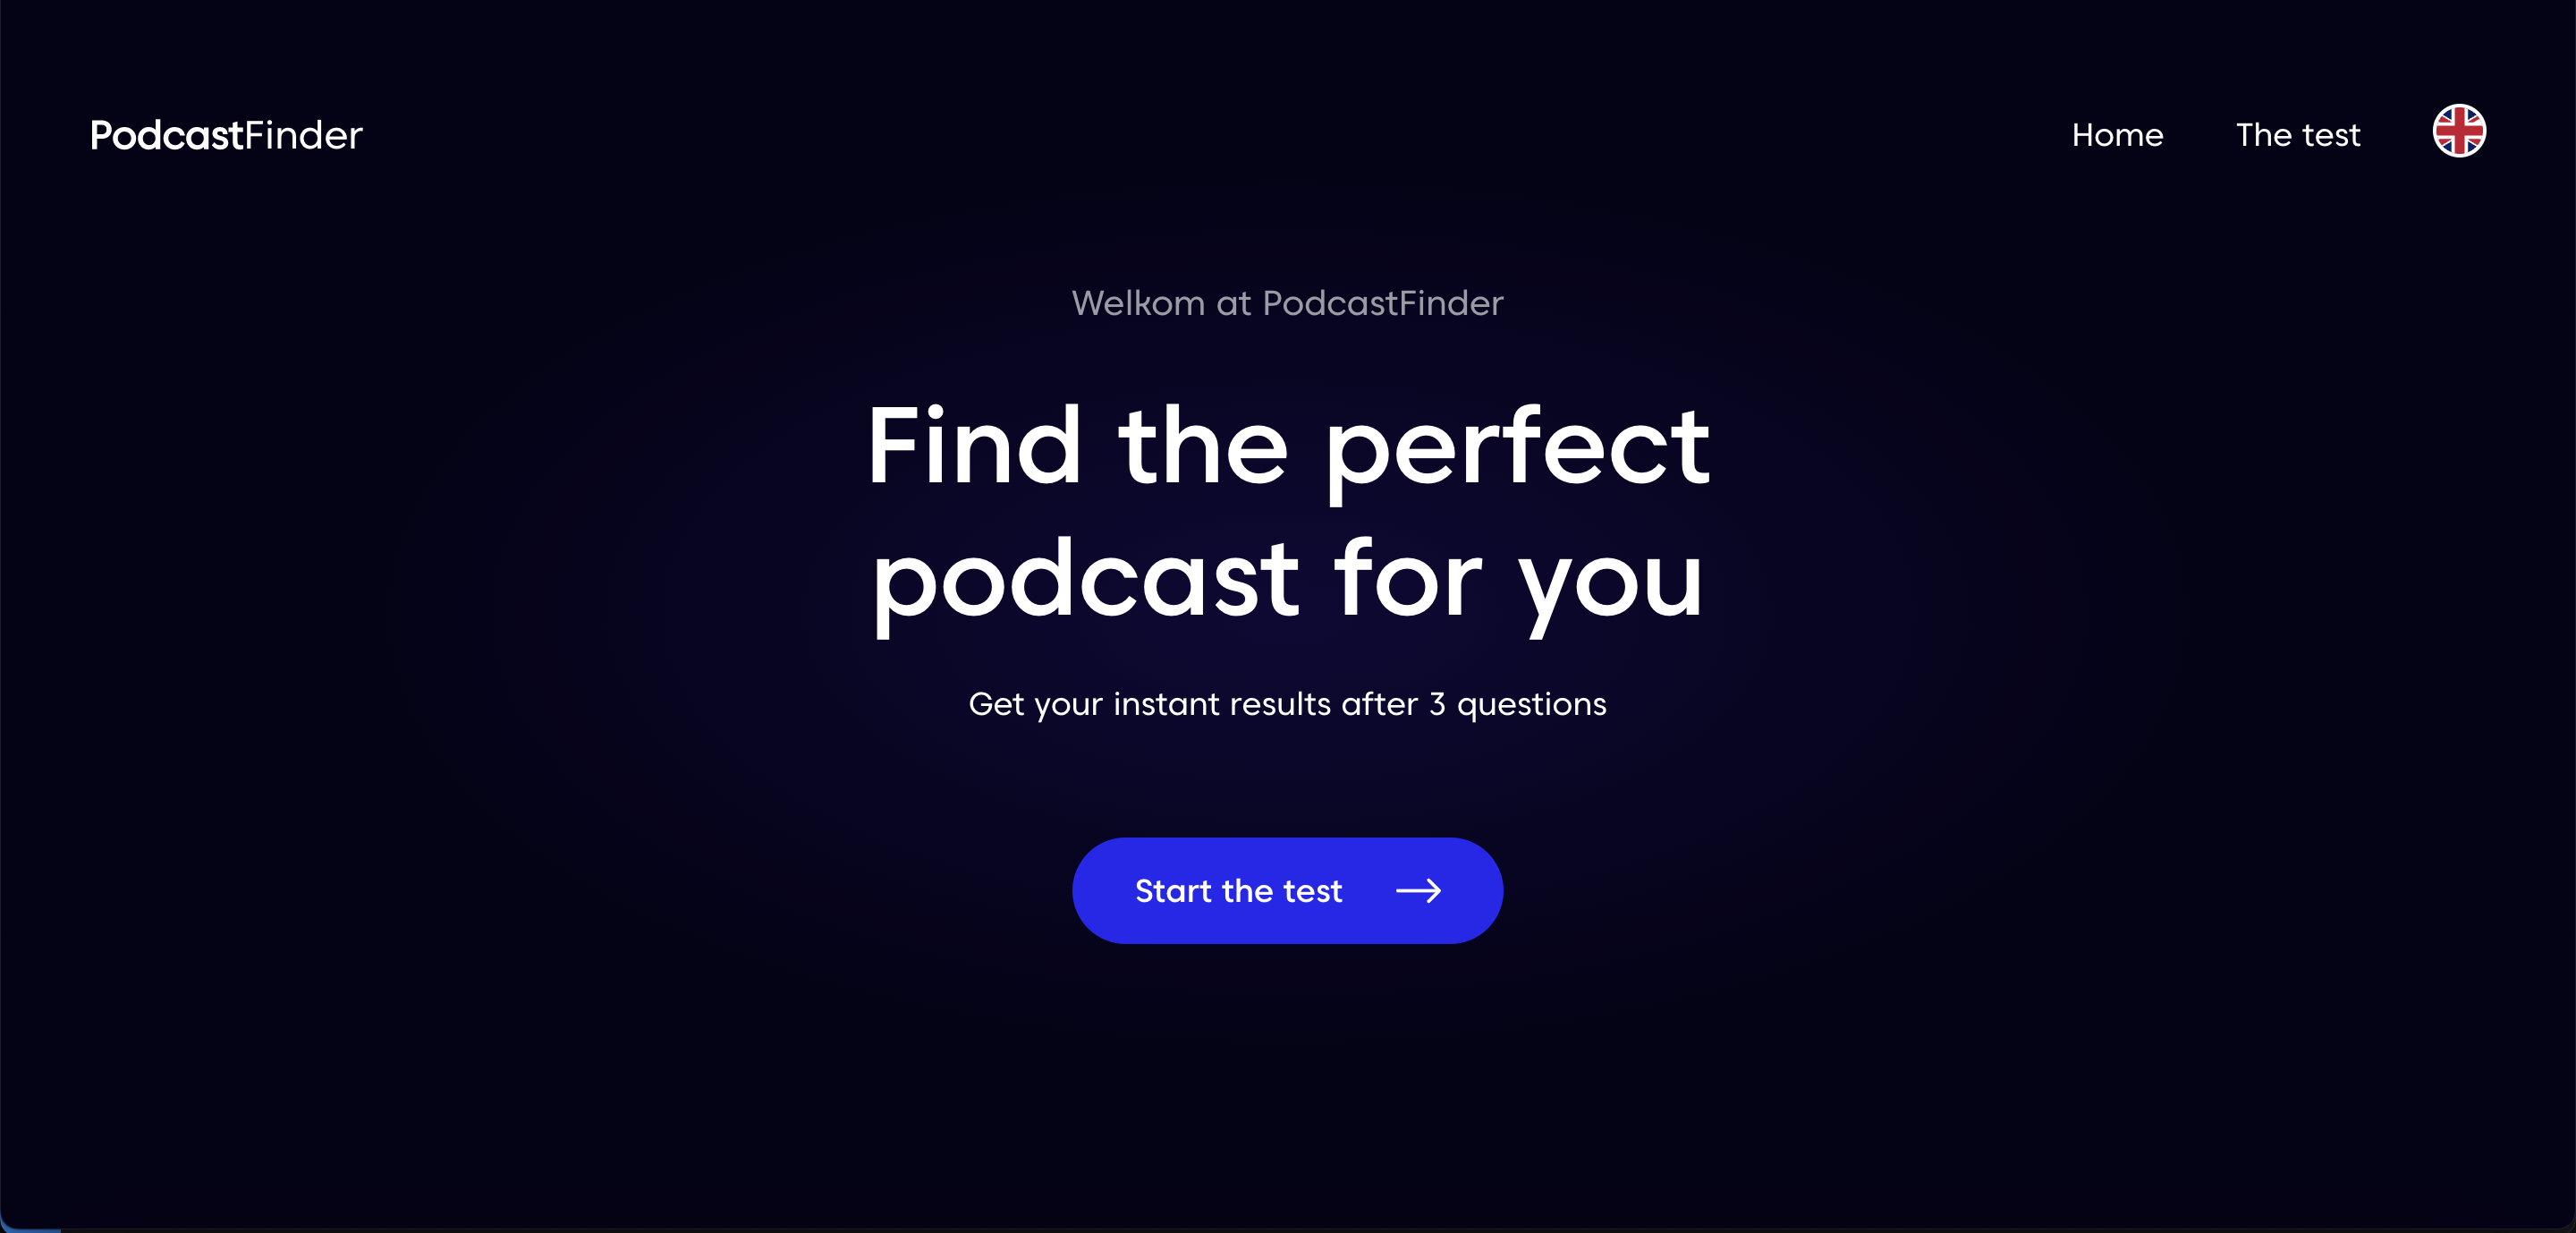 PodcastFinder
Home
The test
Welkom at PodcastFinder
Find the perfect
podcast for you
Get your instant results after 3 questions
Start the test